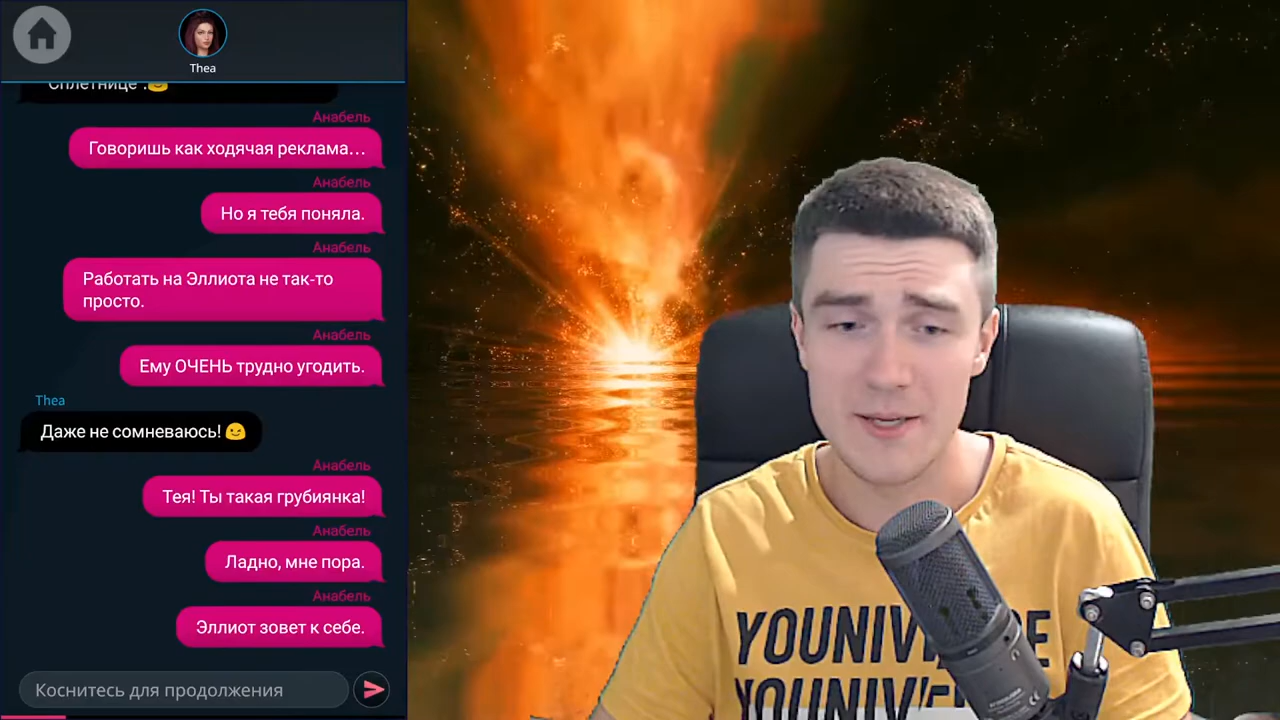 Thea
Сплетнице".
Анабель
Говоришь как ходячая реклама...
Анабель
Но я тебя поняла.
Анабель
Работать на Эллиота не так-то
просто.
Анабель
Ему ОЧЕНЬ трудно угодить.
Thea
Даже не сомневаюсь! 😉
Анабель
Тея! Ты такая грубиянка!
Анабель
Ладно, мне пора.
Анабель
Эллиот зовет к себе.
Коснитесь для продолжения